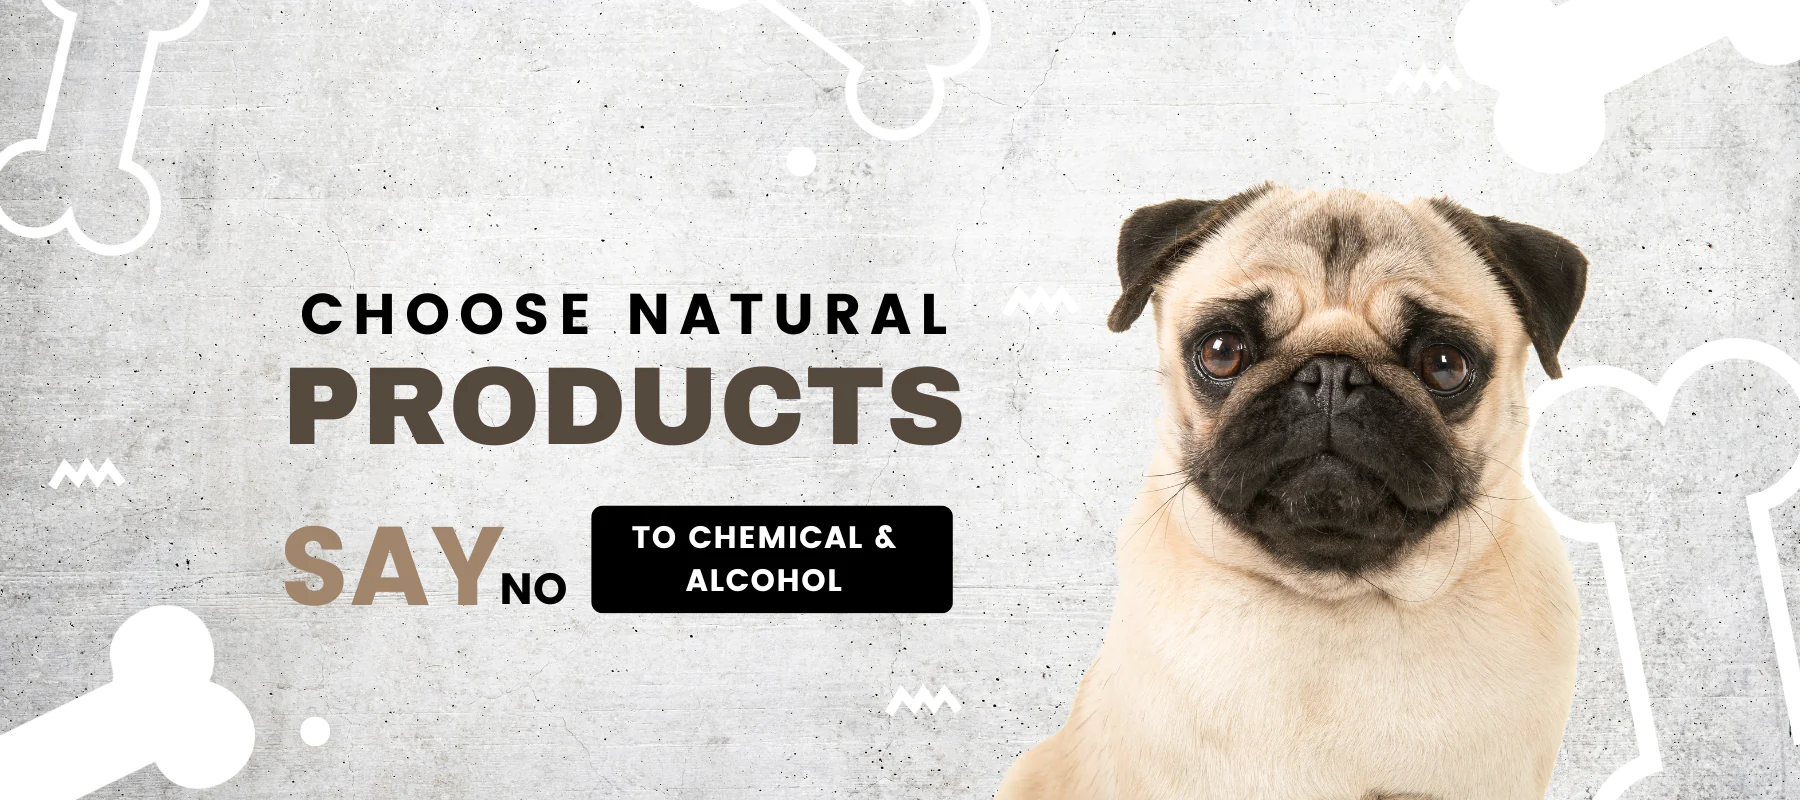 CHOOSE NATURAL
PRODUCTS
SAY NO
TO CHEMICAL &
ALCOHOL